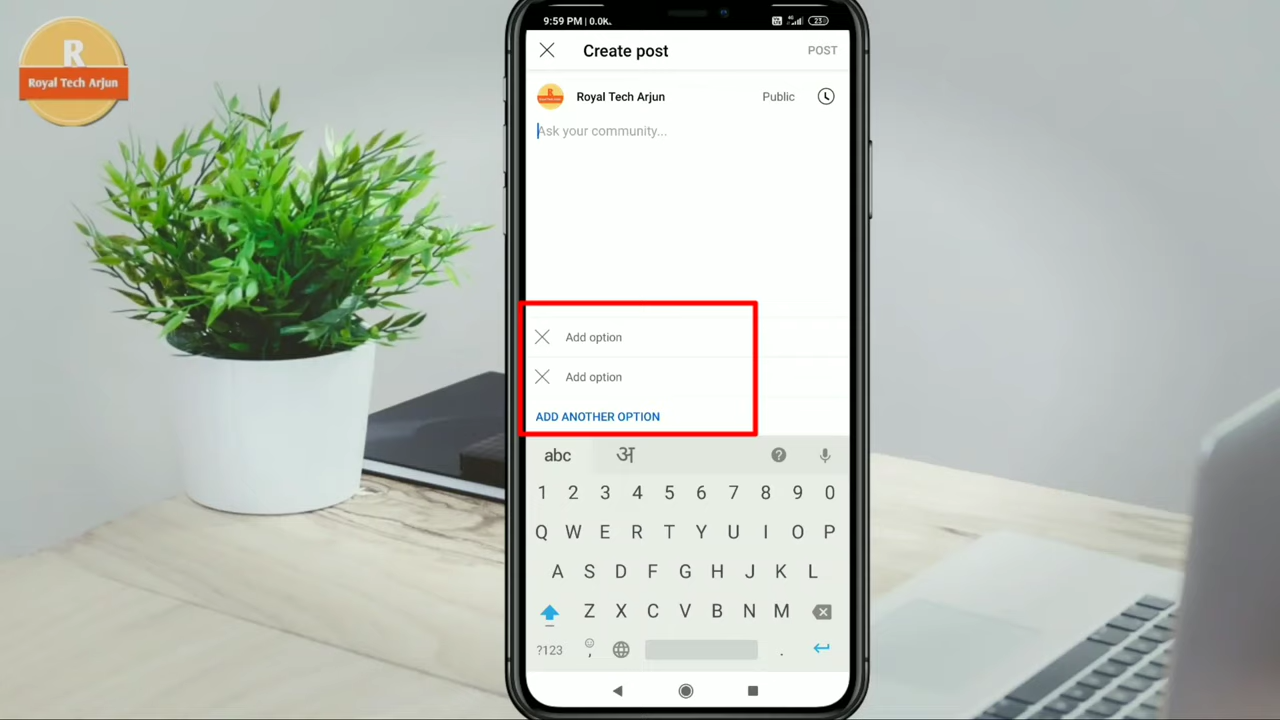 R
Royal Tech Arjun
9:59 PM | 0.0K..
23
Create post
POST
Royal Tech Arjun
Public
Ask your community...
Add option
Add option
ADD ANOTHER OPTION
abc अ
1 2 3 4 5 6 7 8 9 0
Q W E R T Y U I O P
A S D F G H J K L
Z X C V B N M
?123 , .